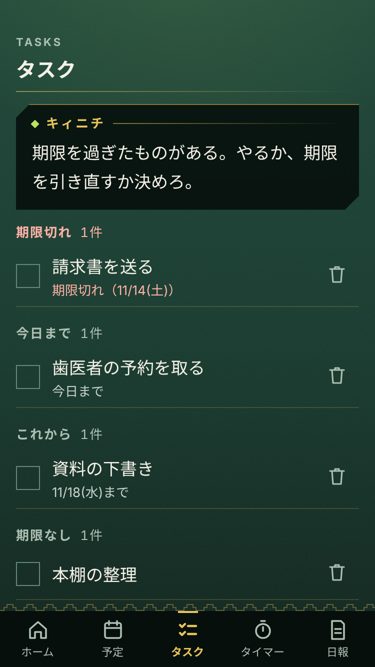 TASKS
タスク
キィニチ
期限を過ぎたものがある。やるか、期限
を引き直すか決めろ。
期限切れ 1件
請求書を送る
期限切れ（11/14(土)）
今日まで 1件
歯医者の予約を取る
今日まで
これから 1件
資料の下書き
11/18(水)まで
期限なし 1件
本棚の整理
ホーム 予定 タスク タイマー 日報